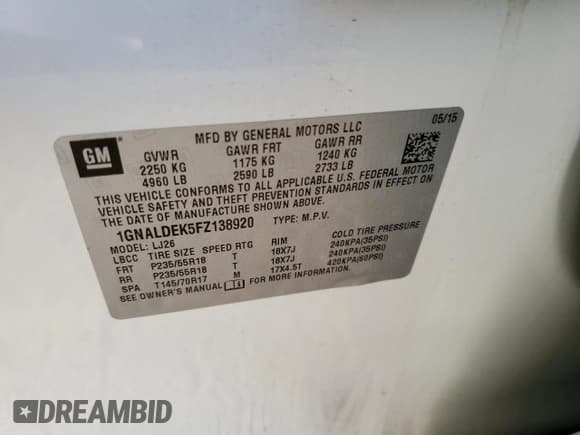 05/15
MFD BY GENERAL MOTORS LLC
GM GVWR GAWR FRT GAWR RR
2250 KG 1175 KG 1240 KG
4960 LB 2590 LB 2733 LB
THIS VEHICLE CONFORMS TO ALL APPLICABLE U.S. FEDERAL MOTOR
VEHICLE SAFETY AND THEFT PREVENTION STANDARDS IN EFFECT ON
THE DATE OF MANUFACTURE SHOWN ABOVE.
1GNALDEK5FZ138920 TYPE: M.P.V.
MODEL: LJ26
LBCC TIRE SIZE SPEED RTG RIM COLD TIRE PRESSURE
FRT P235/55R18 T 18X7J 240KPA(35PSI)
RR P235/55R18 T 18X7J 240KPA(35PSI)
SPA T145/70R17 M 17X4.5T 420KPA(60PSI)
SEE OWNER'S MANUAL
DREAMBID